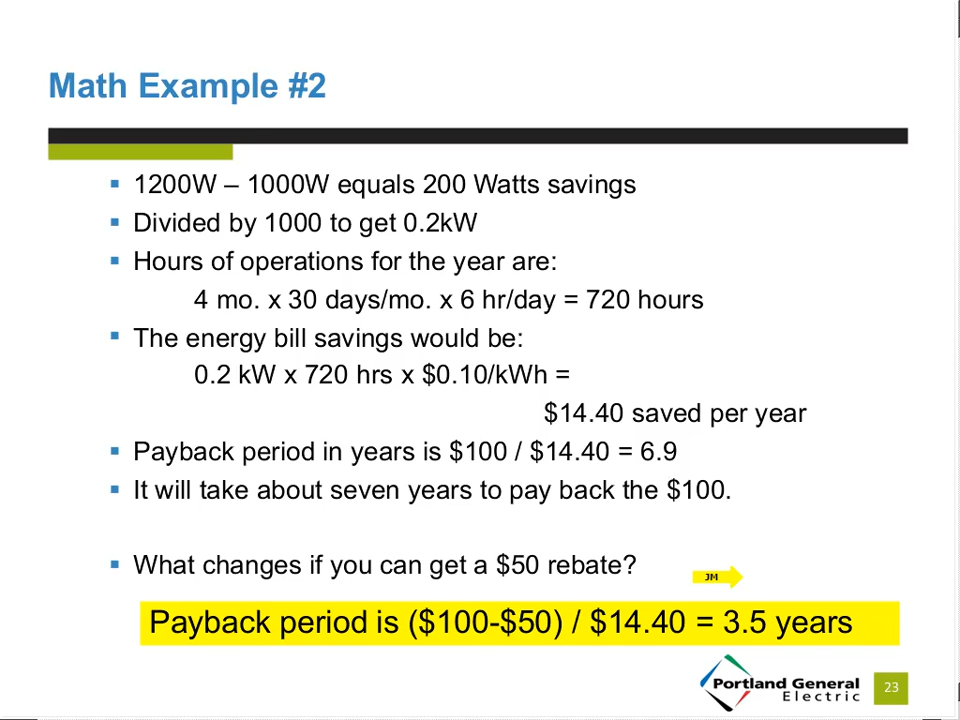 Math Example #2
1200W – 1000W equals 200 Watts savings
Divided by 1000 to get 0.2kW
Hours of operations for the year are:
4 mo. x 30 days/mo. x 6 hr/day = 720 hours
The energy bill savings would be:
0.2 kW x 720 hrs x $0.10/kWh =
$14.40 saved per year
Payback period in years is $100 / $14.40 = 6.9
It will take about seven years to pay back the $100.
What changes if you can get a $50 rebate?
JM
Payback period is ($100-$50) / $14.40 = 3.5 years
Portland General
Electric
23